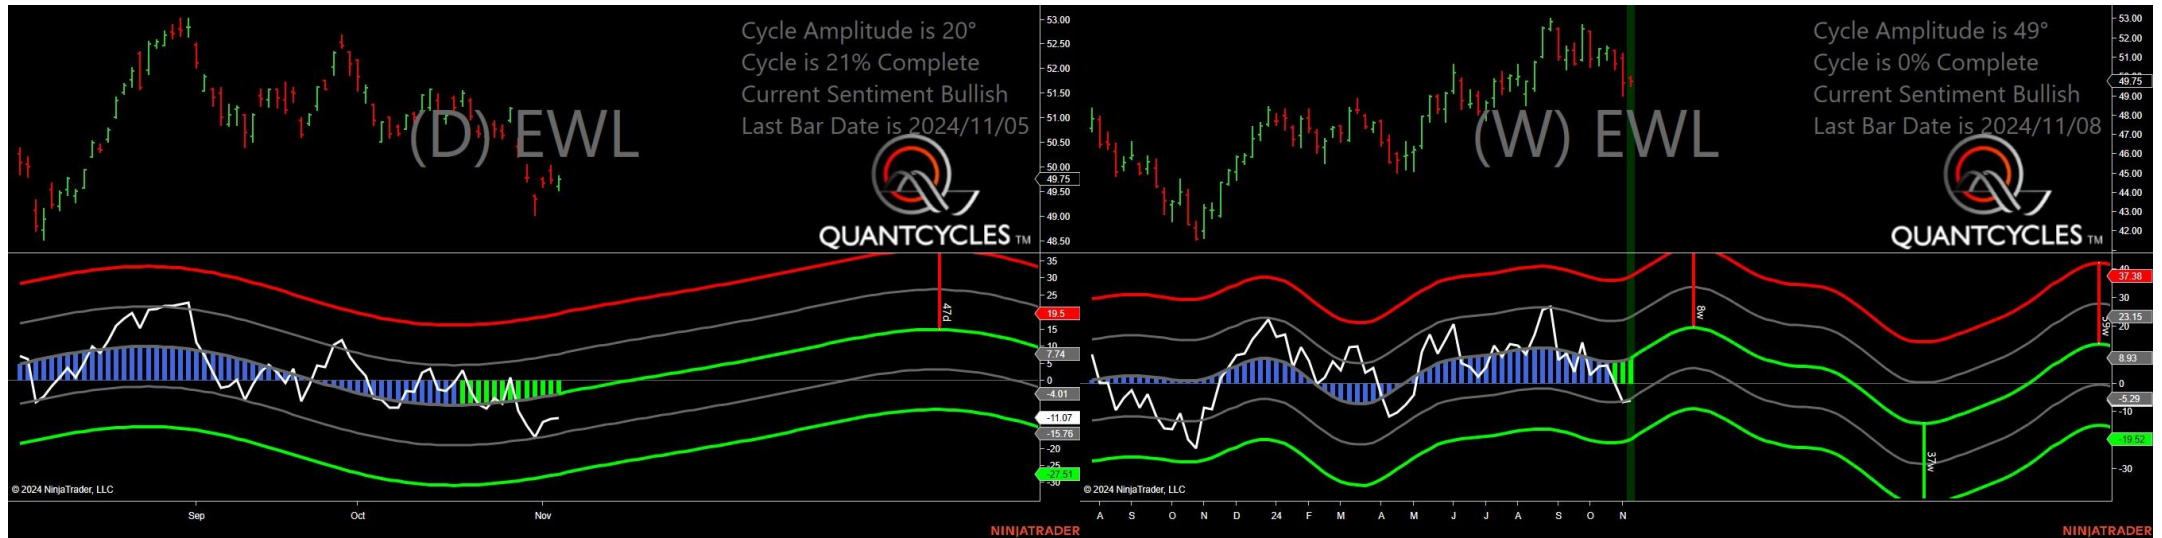 Cycle Amplitude is 20°
Cycle is 21% Complete
Current Sentiment Bullish
Last Bar Date is 2024/11/05
(D) EWL
QUANTCYCLES TM
53.00
52.50
52.00
51.50
51.00
50.50
50.00
49.75
49.50
49.00
48.50
35
30
25
19.5
15
10
7.74
5
0
-4.01
-11.07
-15.76
-20
-25
-27.51
-30
47d
© 2024 NinjaTrader, LLC
Sep Oct Nov
NINJATRADER
Cycle Amplitude is 49°
Cycle is 0% Complete
Current Sentiment Bullish
Last Bar Date is 2024/11/08
(W) EWL
QUANTCYCLES TM
53.00
52.00
51.00
49.75
49.00
48.00
47.00
46.00
45.00
44.00
43.00
42.00
40
37.38
30
23.15
20
8.93
0
-5.29
-10
-19.52
-30
8w
37w
59w
© 2024 NinjaTrader, LLC
A S O N D 24 F M A M J J A S O N
NINJATRADER